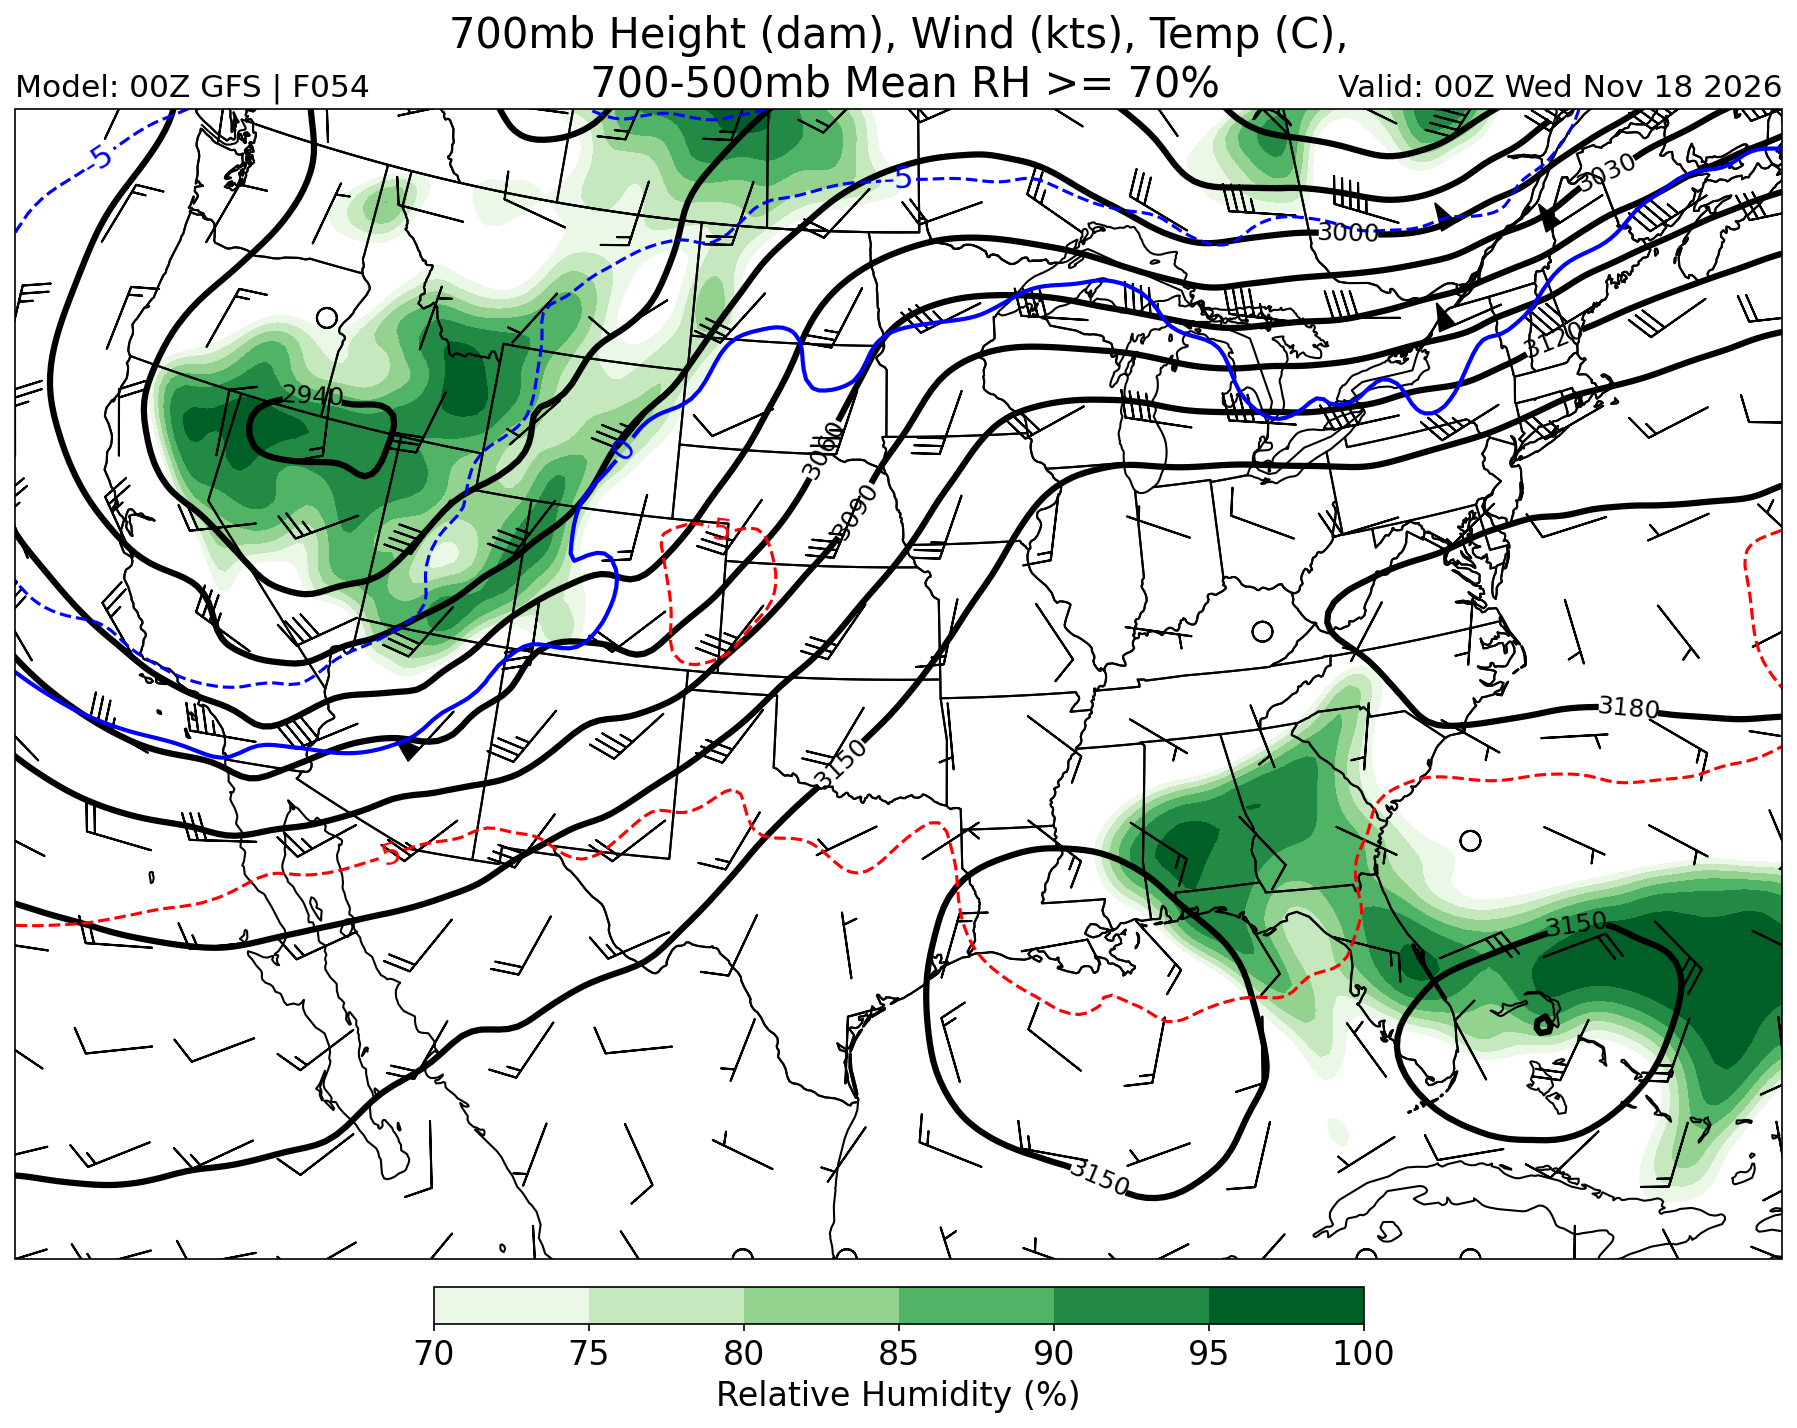 700mb Height (dam), Wind (kts), Temp (C),
700-500mb Mean RH >= 70%
Model: 00Z GFS | F054
Valid: 00Z Wed Nov 18 2026
-5
-5
3030
3000
3120
2940
0
3060
3090
5
3180
3150
5
3150
3150
70 75 80 85 90 95 100
Relative Humidity (%)